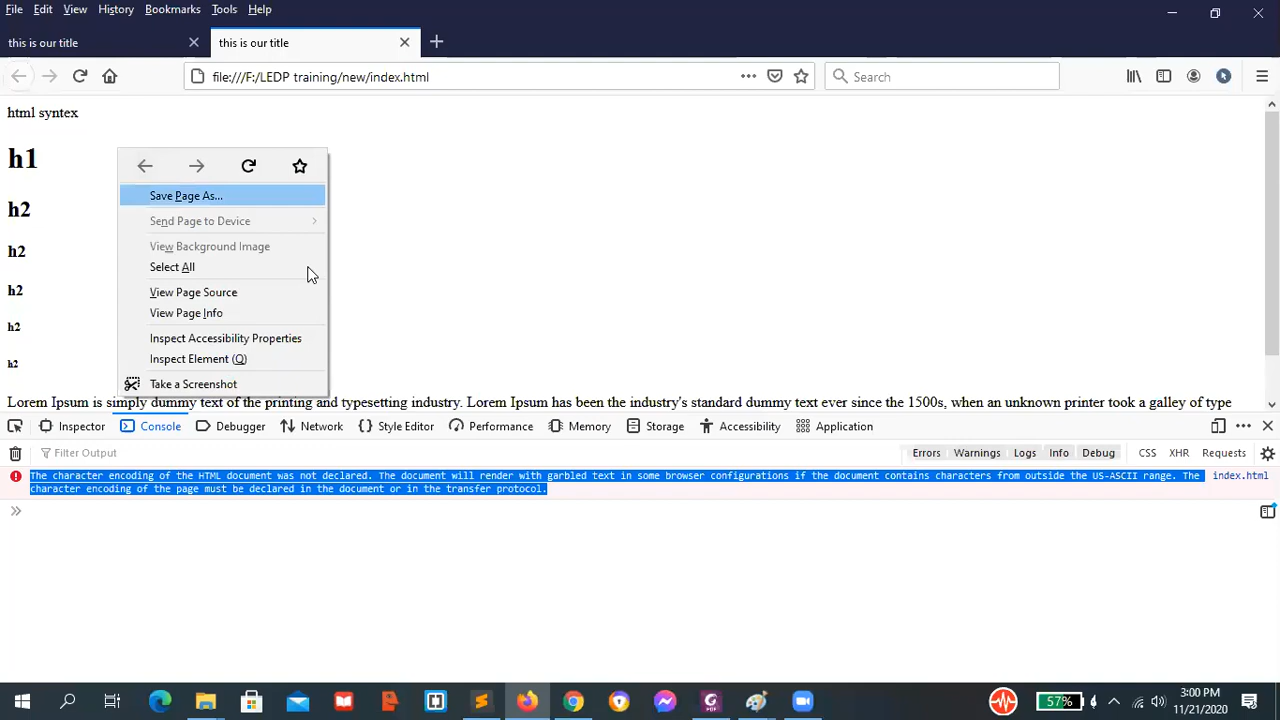 File Edit View History Bookmarks Tools Help
this is our title
this is our title
file:///F:/LEDP training/new/index.html
Search
html syntex
h1
h2
h2
h2
h2
h2
Save Page As...
Send Page to Device
View Background Image
Select All
View Page Source
View Page Info
Inspect Accessibility Properties
Inspect Element (Q)
Take a Screenshot
Lorem Ipsum is simply dummy text of the printing and typesetting industry. Lorem Ipsum has been the industry's standard dummy text ever since the 1500s, when an unknown printer took a galley of type
Inspector Console Debugger Network Style Editor Performance Memory Storage Accessibility Application
Filter Output Errors Warnings Logs Info Debug CSS XHR Requests
The character encoding of the HTML document was not declared. The document will render with garbled text in some browser configurations if the document contains characters from outside the US-ASCII range. The index.html
character encoding of the page must be declared in the document or in the transfer protocol.
57%
3:00 PM
11/21/2020